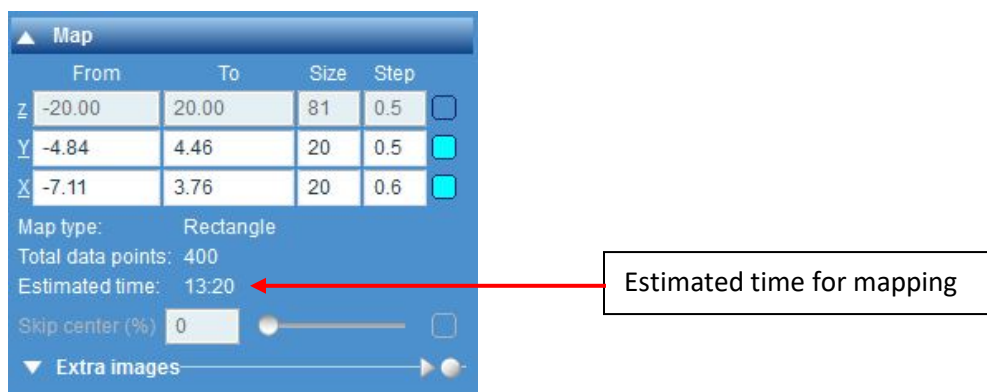 Map
From To Size Step
Z -20.00 20.00 81 0.5
Y -4.84 4.46 20 0.5
X -7.11 3.76 20 0.6
Map type: Rectangle
Total data points: 400
Estimated time: 13:20
Estimated time for mapping
Skip center (%) 0
Extra images